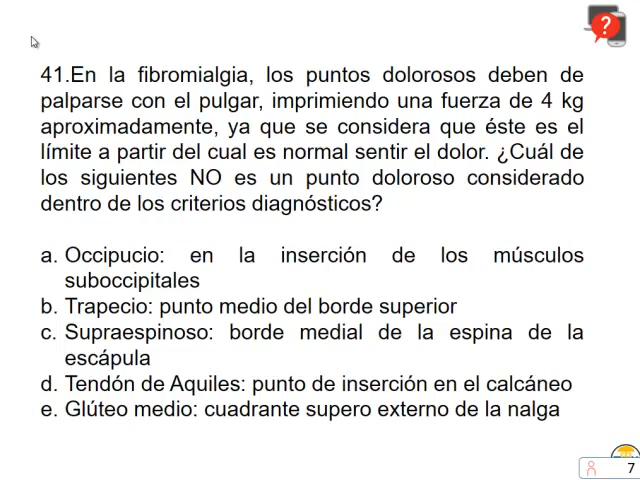 ?
41.En la fibromialgia, los puntos dolorosos deben de
palparse con el pulgar, imprimiendo una fuerza de 4 kg
aproximadamente, ya que se considera que éste es el
límite a partir del cual es normal sentir el dolor. ¿Cuál de
los siguientes NO es un punto doloroso considerado
dentro de los criterios diagnósticos?
a. Occipucio: en la inserción de los músculos
suboccipitales
b. Trapecio: punto medio del borde superior
c. Supraespinoso: borde medial de la espina de la
escápula
d. Tendón de Aquiles: punto de inserción en el calcáneo
e. Glúteo medio: cuadrante supero externo de la nalga
7